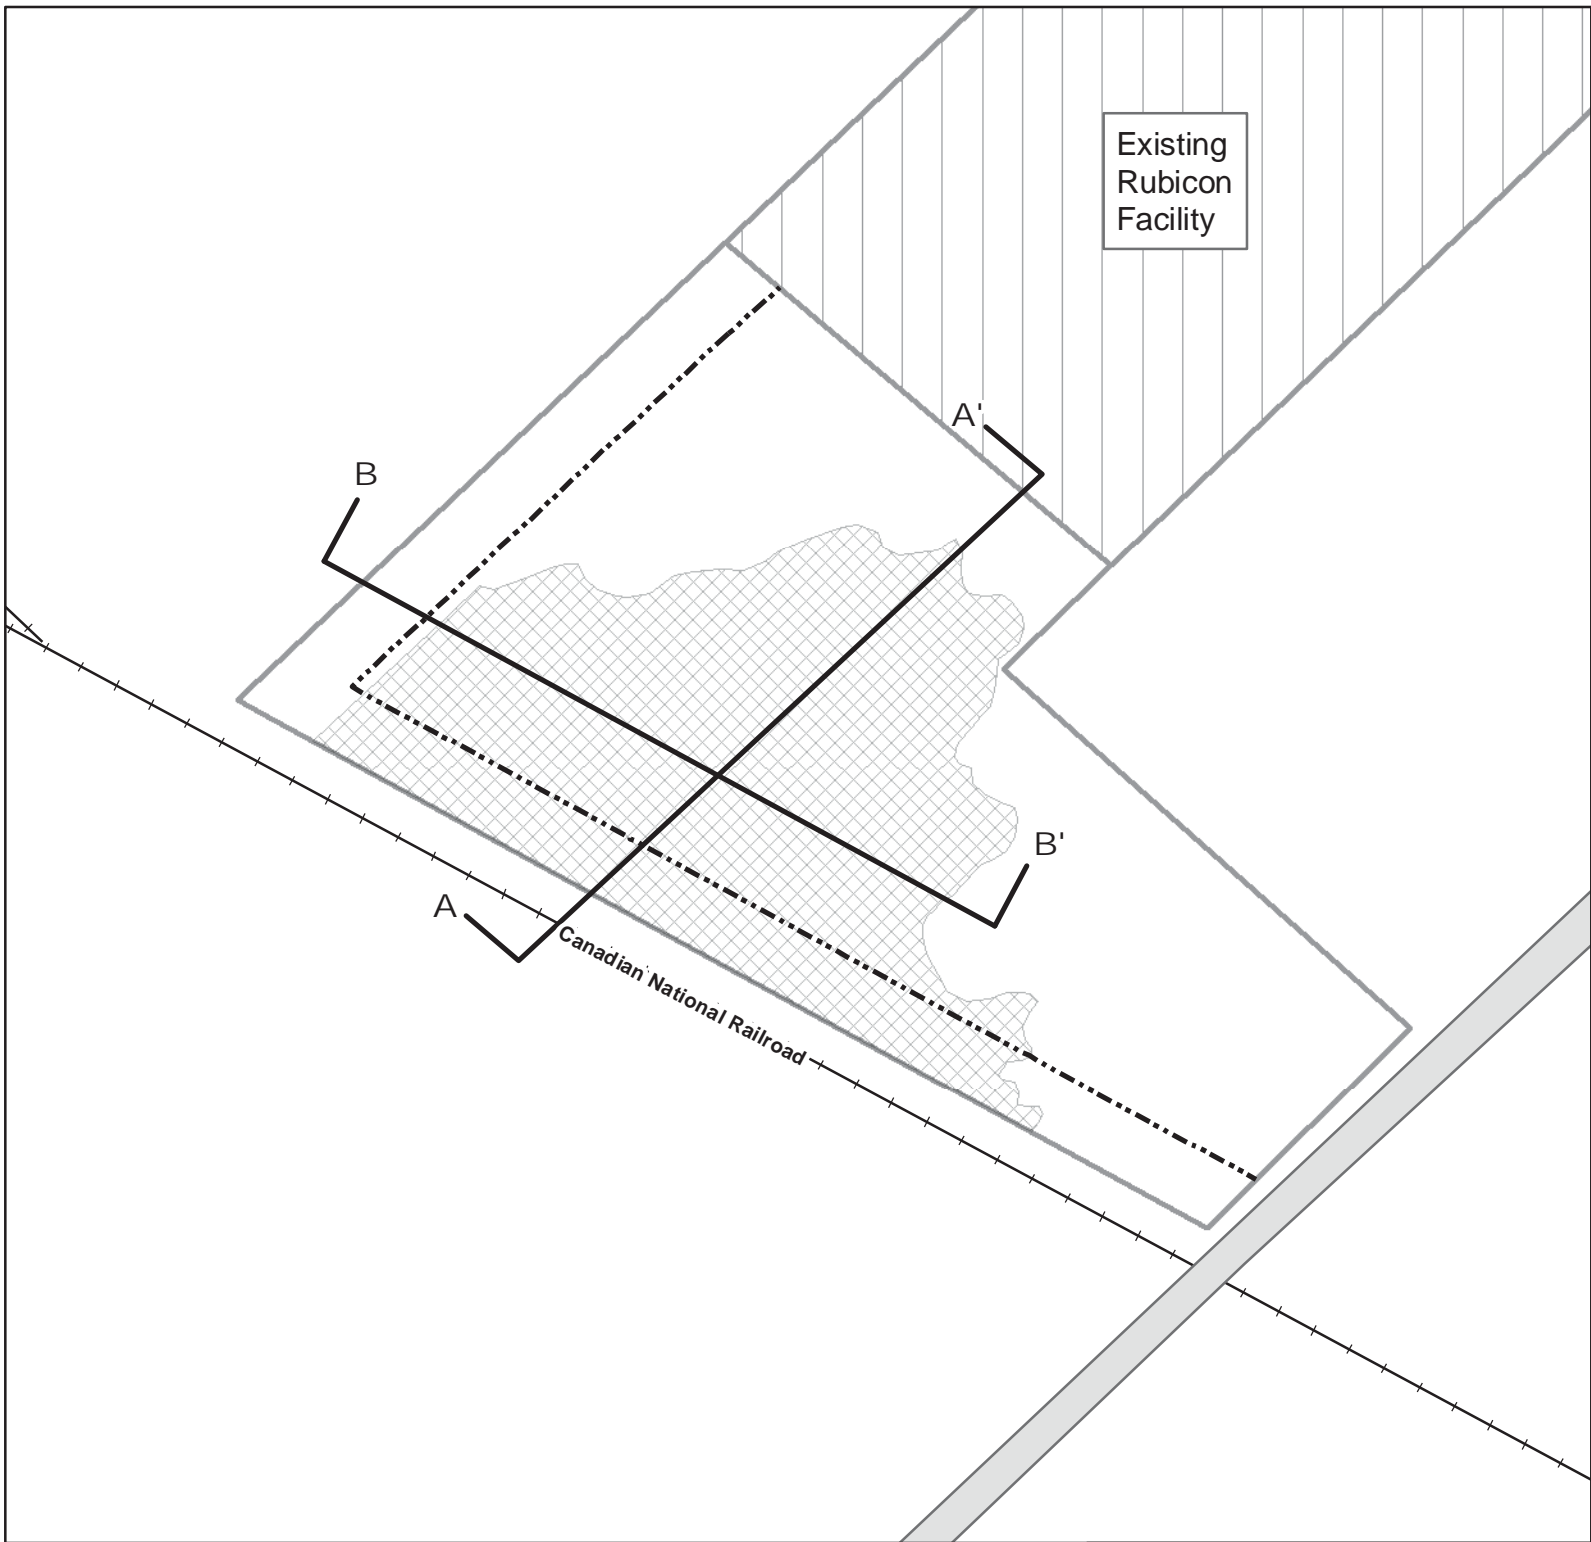 Existing
Rubicon
Facility
A'
B
B'
A
Canadian National Railroad